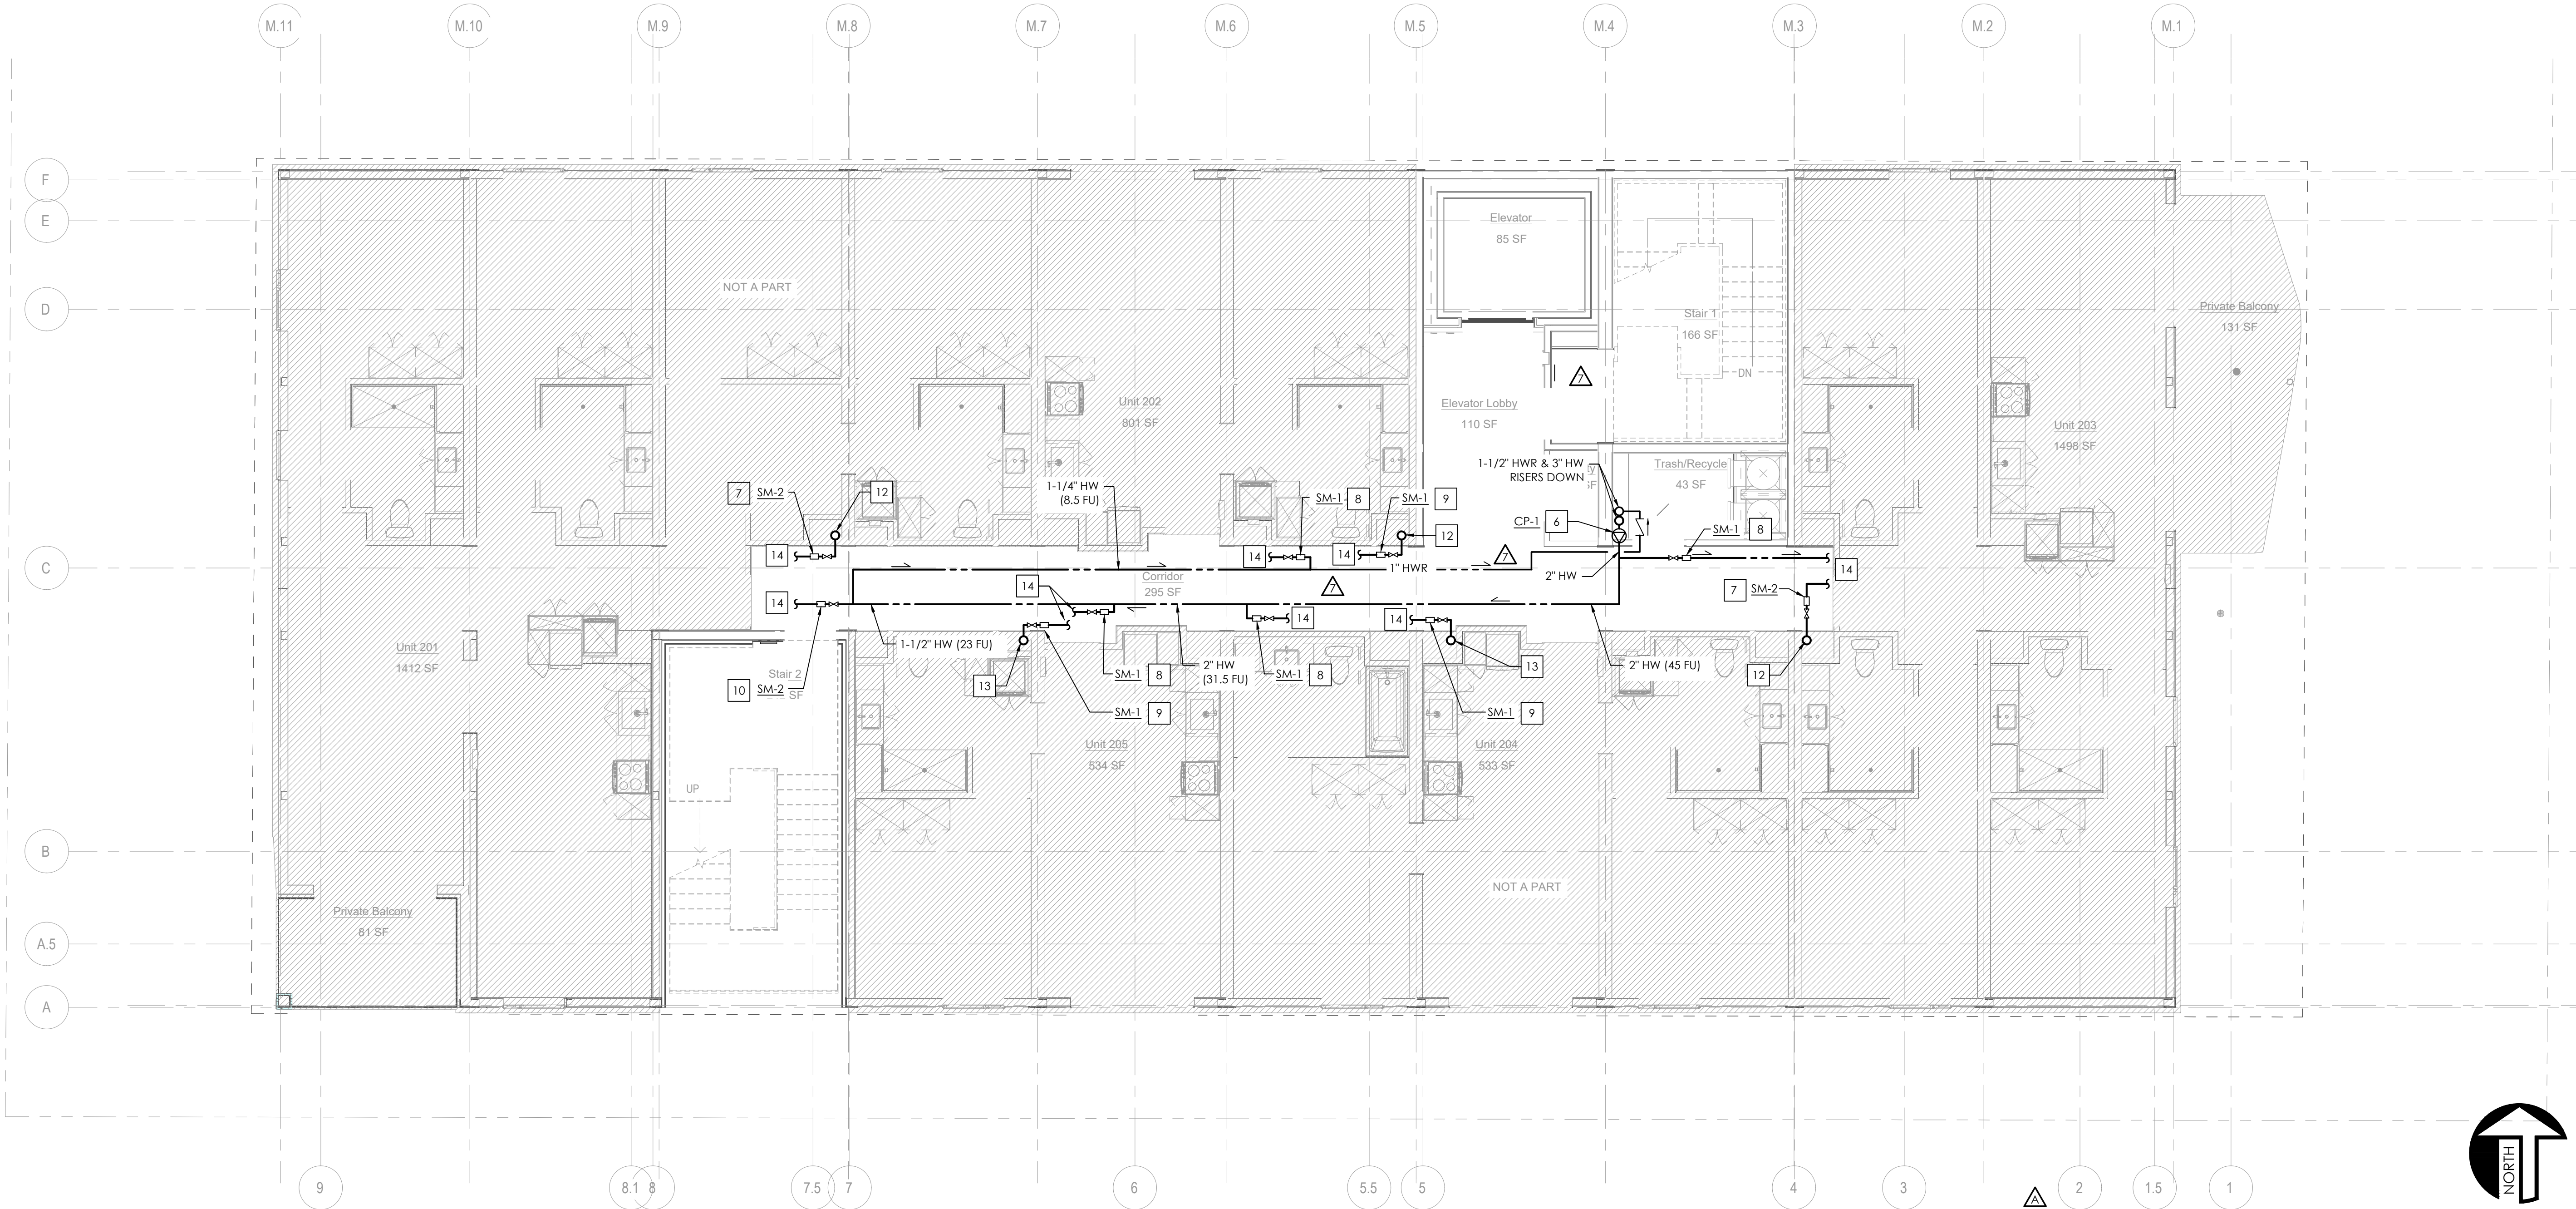 M.11
M.10
M.9
M.8
M.7
M.6
M.5
M.4
M.3
M.2
M.1
F
E
D
C
B
A.5
A
Elevator
85 SF
NOT A PART
Private Balcony
131 SF
Stair 1
166 SF
DN
7
Unit 202
801 SF
Elevator Lobby
110 SF
Unit 203
1498 SF
1-1/2" HWR & 3" HW
RISERS DOWN
Trash/Recycle
43 SF
1-1/4" HW
(8.5 FU)
7 SM-2
12
SM-1 8
SM-1 9
CP-1 6
SM-1 8
12
14
14
14
7
1" HWR
2" HW
14
Corridor
295 SF
14
7
7 SM-2
14
14
14
1-1/2" HW (23 FU)
Unit 201
1412 SF
Stair 2
SF
10 SM-2
13
SM-1 8
2" HW
(31.5 FU)
SM-1 8
13
2" HW (45 FU)
12
SM-1 9
SM-1 9
Unit 205
534 SF
Unit 204
533 SF
UP
NOT A PART
Private Balcony
81 SF
9
8.1
8
7.5
7
6
5.5
5
4
3
A
2
1.5
1
NORTH